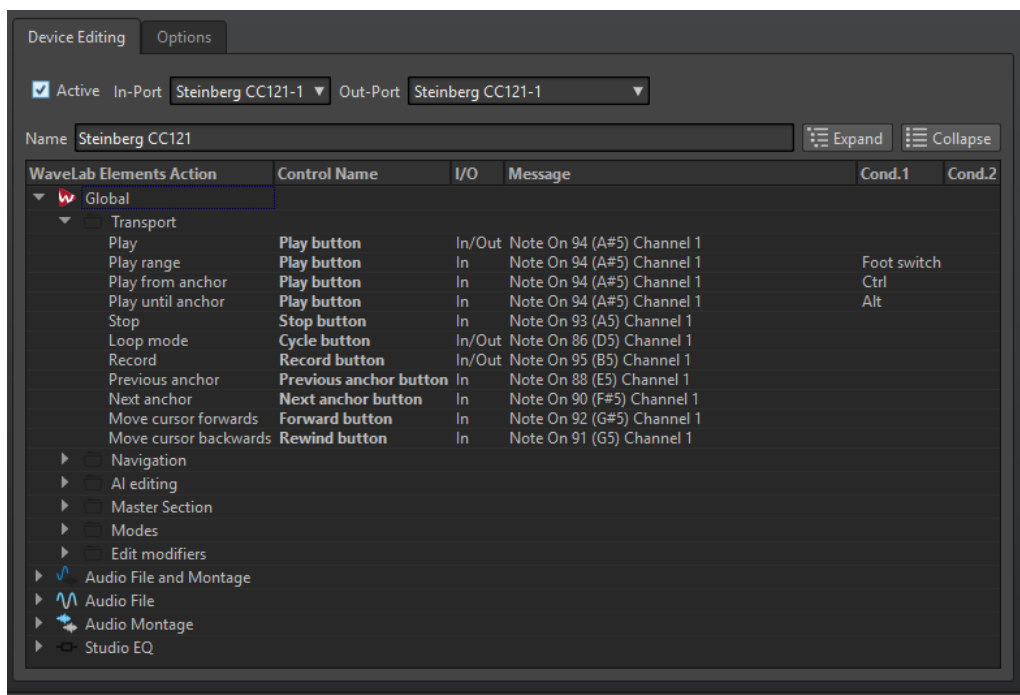 Device Editing Options
Active In-Port Steinberg CC121-1 Out-Port Steinberg CC121-1
Name Steinberg CC121 Expand Collapse
WaveLab Elements Action Control Name I/O Message Cond.1 Cond.2
Global
Transport
Play Play button In/Out Note On 94 (A#5) Channel 1
Play range Play button In Note On 94 (A#5) Channel 1 Foot switch
Play from anchor Play button In Note On 94 (A#5) Channel 1 Ctrl
Play until anchor Play button In Note On 94 (A#5) Channel 1 Alt
Stop Stop button In Note On 93 (A5) Channel 1
Loop mode Cycle button In/Out Note On 86 (D5) Channel 1
Record Record button In/Out Note On 95 (B5) Channel 1
Previous anchor Previous anchor button In Note On 88 (E5) Channel 1
Next anchor Next anchor button In Note On 90 (F#5) Channel 1
Move cursor forwards Forward button In Note On 92 (G#5) Channel 1
Move cursor backwards Rewind button In Note On 91 (G5) Channel 1
Navigation
AI editing
Master Section
Modes
Edit modifiers
Audio File and Montage
Audio File
Audio Montage
Studio EQ